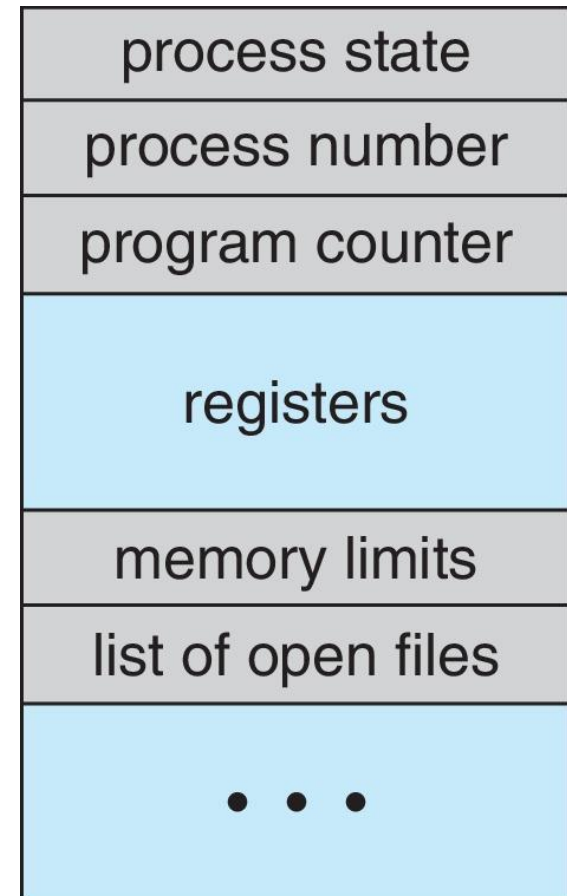 process state
process number
program counter
registers
memory limits
list of open files
• • •